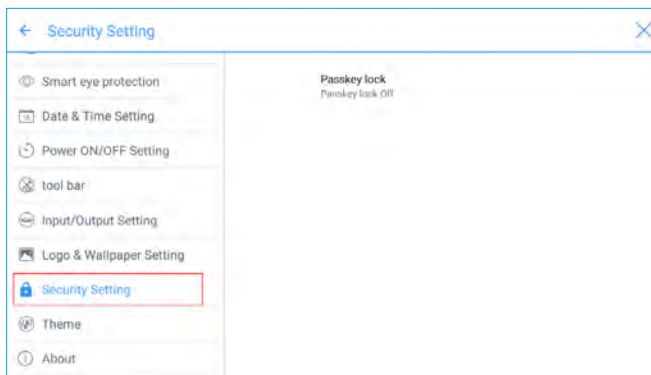 Security Setting
Smart eye protection
Date & Time Setting
Power ON/OFF Setting
tool bar
Input/Output Setting
Logo & Wallpaper Setting
Security Setting
Theme
About
Passkey lock
Passkey lock Off